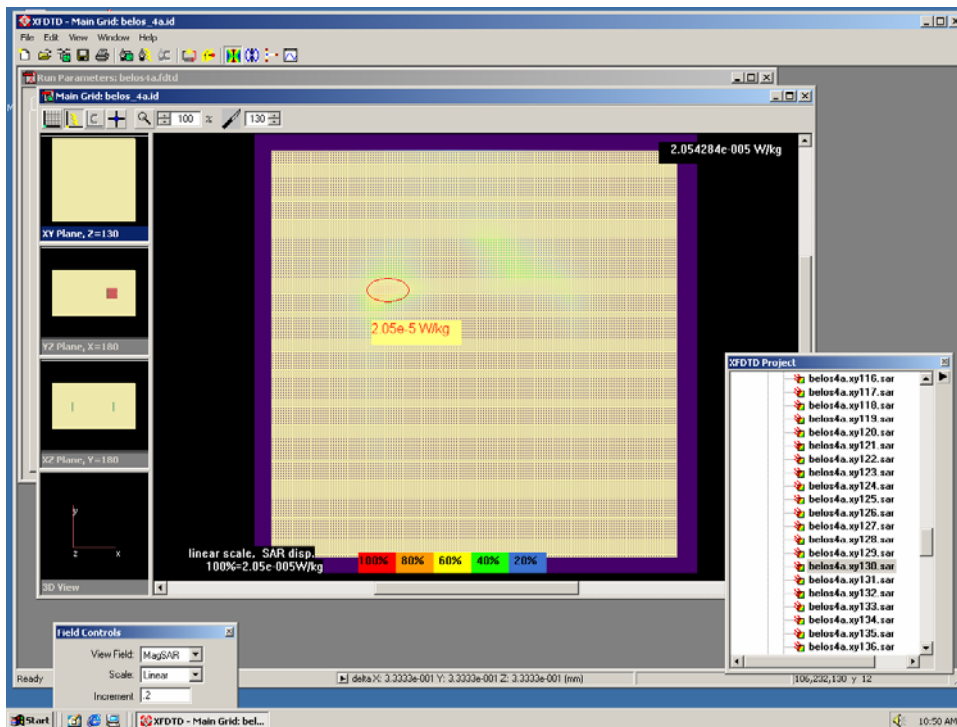 XFDTD - Main Grid: belos_4a.id
File Edit View Window Help
Run Parameters: belos4a.fdtd
Main Grid: belos_4a.id
100 % 130
2.054284e-005 W/kg
XY Plane, Z=130
2.05e-5 W/kg
YZ Plane, X=180
XZ Plane, Y=180
y
z x
3D View
linear scale. SAR disp.
100%=2.05e-005W/kg
100% 80% 60% 40% 20%
XFDTD Project
belos4a.xy116.sar
belos4a.xy117.sar
belos4a.xy118.sar
belos4a.xy119.sar
belos4a.xy120.sar
belos4a.xy121.sar
belos4a.xy122.sar
belos4a.xy123.sar
belos4a.xy124.sar
belos4a.xy125.sar
belos4a.xy126.sar
belos4a.xy127.sar
belos4a.xy128.sar
belos4a.xy129.sar
belos4a.xy130.sar
belos4a.xy131.sar
belos4a.xy132.sar
belos4a.xy133.sar
belos4a.xy134.sar
belos4a.xy135.sar
belos4a.xy136.sar
Field Controls
View Field: MagSAR
Scale: Linear
Increment .2
Ready
delta X: 3.3333e-001 Y: 3.3333e-001 Z: 3.3333e-001 (mm)
106,232,130 y 12
Start
XFDTD - Main Grid: bel...
10:50 AM